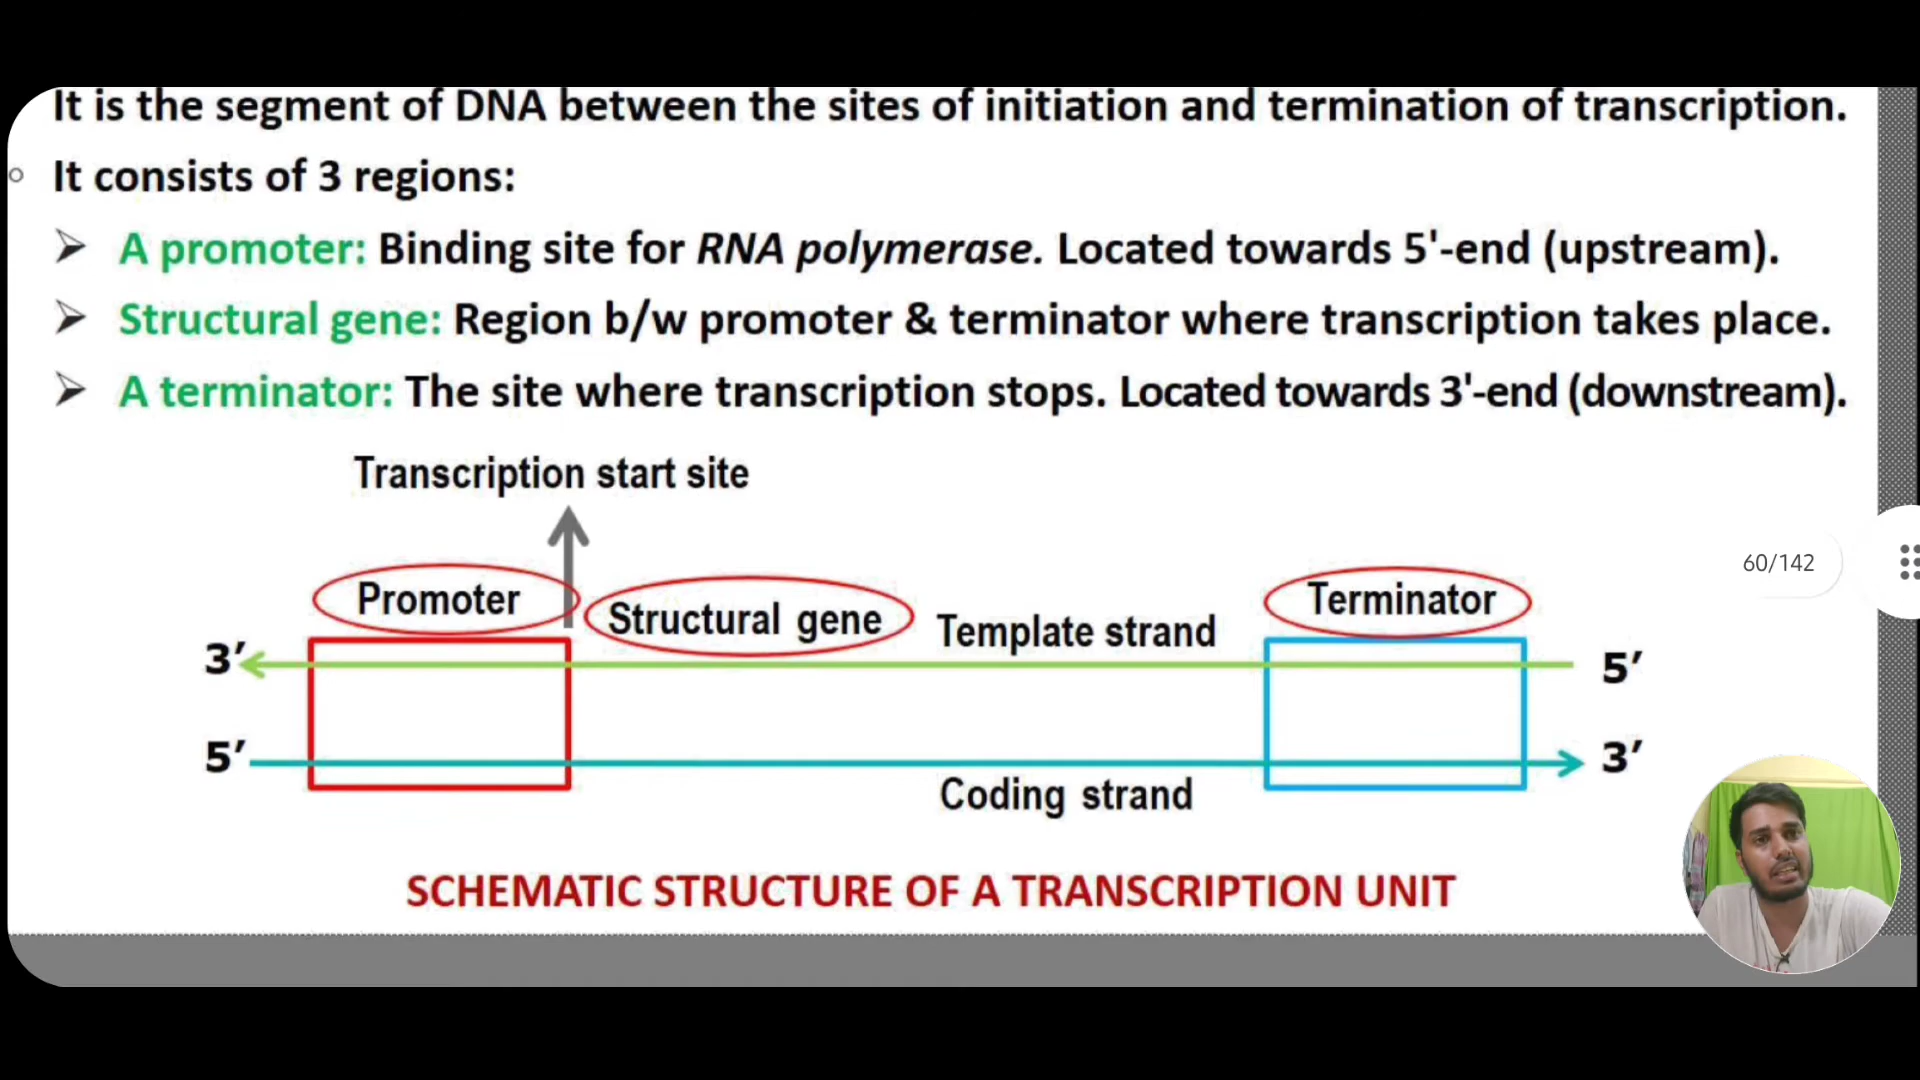 It is the segment of DNA between the sites of initiation and termination of transcription.
It consists of 3 regions:
A promoter: Binding site for RNA polymerase. Located towards 5'-end (upstream).
Structural gene: Region b/w promoter & terminator where transcription takes place.
A terminator: The site where transcription stops. Located towards 3'-end (downstream).
Transcription start site
60/142
Promoter
Structural gene
Template strand
Terminator
3′
5′
5′
3′
Coding strand
SCHEMATIC STRUCTURE OF A TRANSCRIPTION UNIT